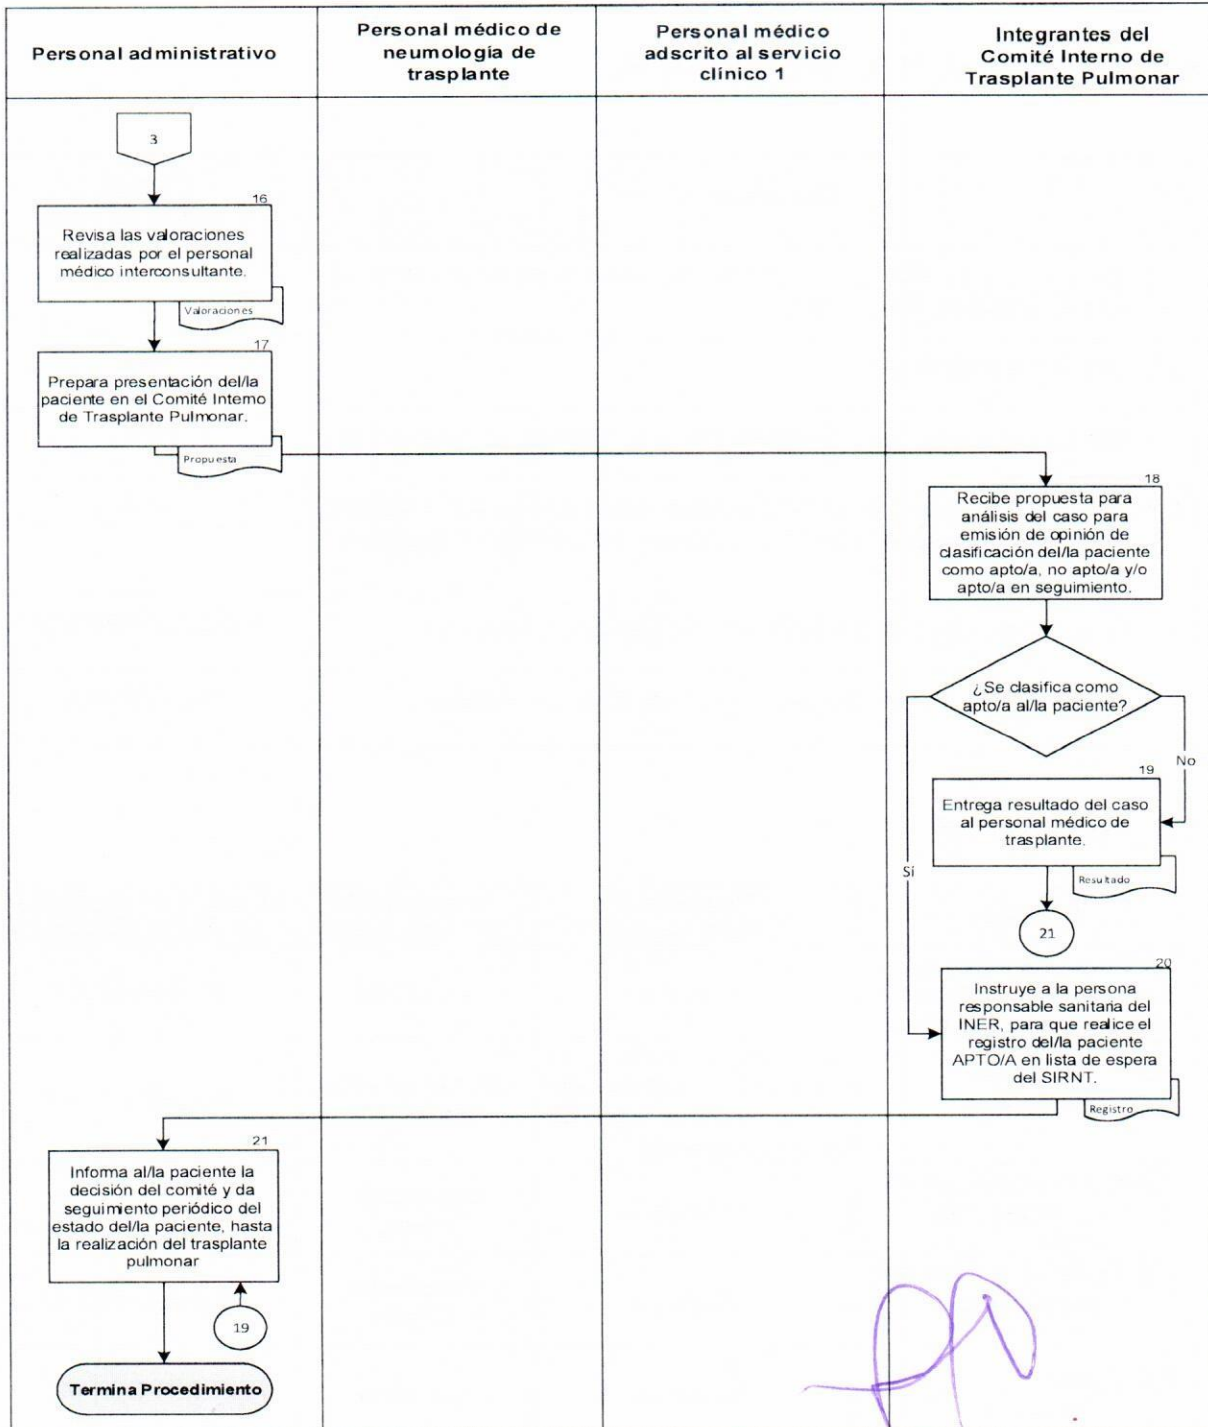 Personal administrativo
Personal médico de
neumología de
trasplante
Personal médico
adscrito al servicio
clínico 1
Integrantes del
Comité Interno de
Trasplante Pulmonar
3
16
Revisa las valoraciones
realizadas por el personal
médico interconsultante.
Valoraciones
17
Prepara presentación del/la
paciente en el Comité Interno
de Trasplante Pulmonar.
Propuesta
18
Recibe propuesta para
análisis del caso para
emisión de opinión de
clasificación del/la paciente
como apto/a, no apto/a y/o
apto/a en seguimiento.
¿Se clasifica como
apto/a al/la paciente?
No
19
Entrega resultado del caso
al personal médico de
trasplante.
Sí
Resultado
21
20
Instruye a la persona
responsable sanitaria del
INER, para que realice el
registro del/la paciente
APTO/A en lista de espera
del SIRNT.
Registro
21
Informa al/la paciente la
decisión del comité y da
seguimiento periódico del
estado del/la paciente, hasta
la realización del trasplante
pulmonar
19
Termina Procedimiento